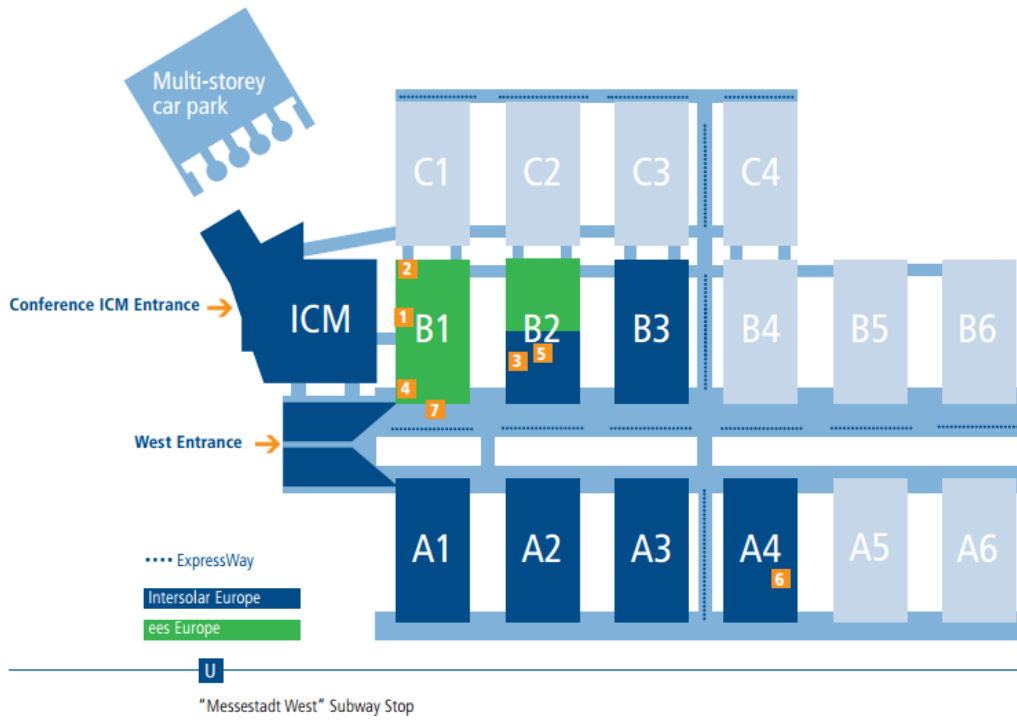 Multi-storey
car park
C1
C2
C3
C4
2
Conference ICM Entrance
ICM
1
B1
B2
B3
B4
B5
B6
3
5
4
7
West Entrance
A1
A2
A3
A4
A5
A6
6
ExpressWay
Intersolar Europe
ees Europe
U
"Messestadt West" Subway Stop